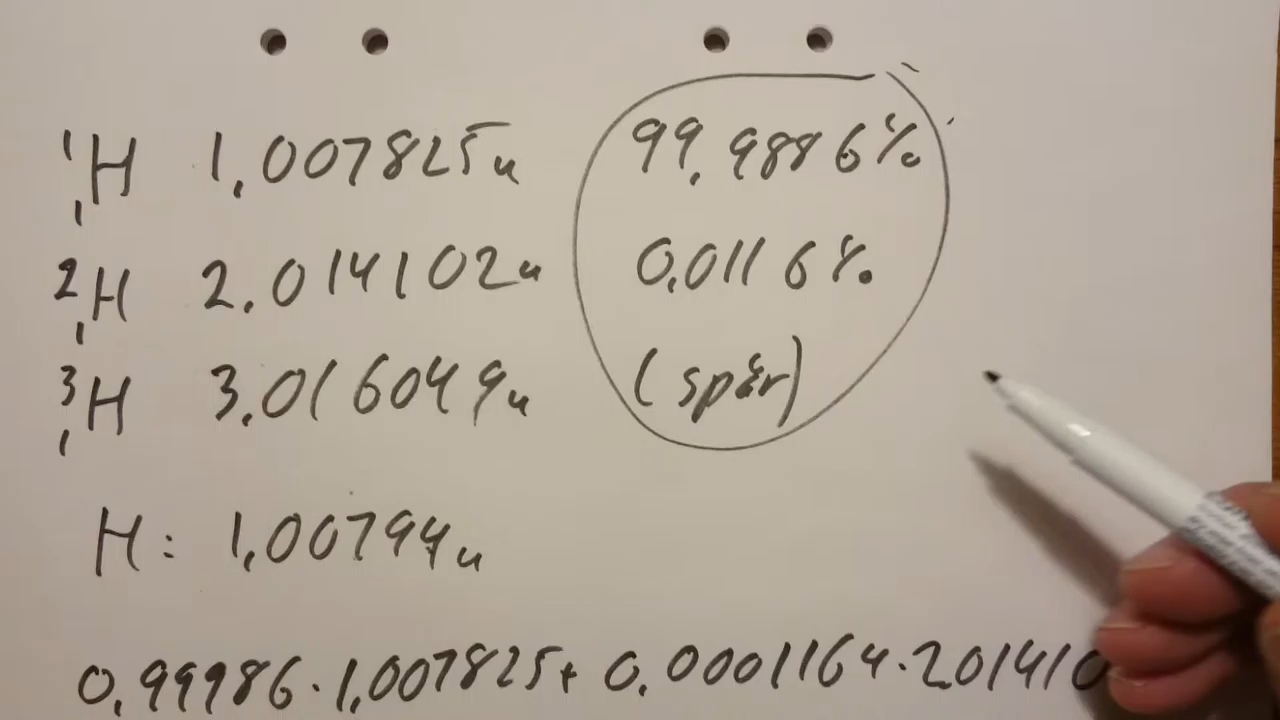 ¹₁H 1,007825u 99,9886%
²₁H 2.014102u 0,0116%
³₁H 3.016049u (spår)
H: 1,00794u
0,99986·1,007825+ 0,0001164·201410